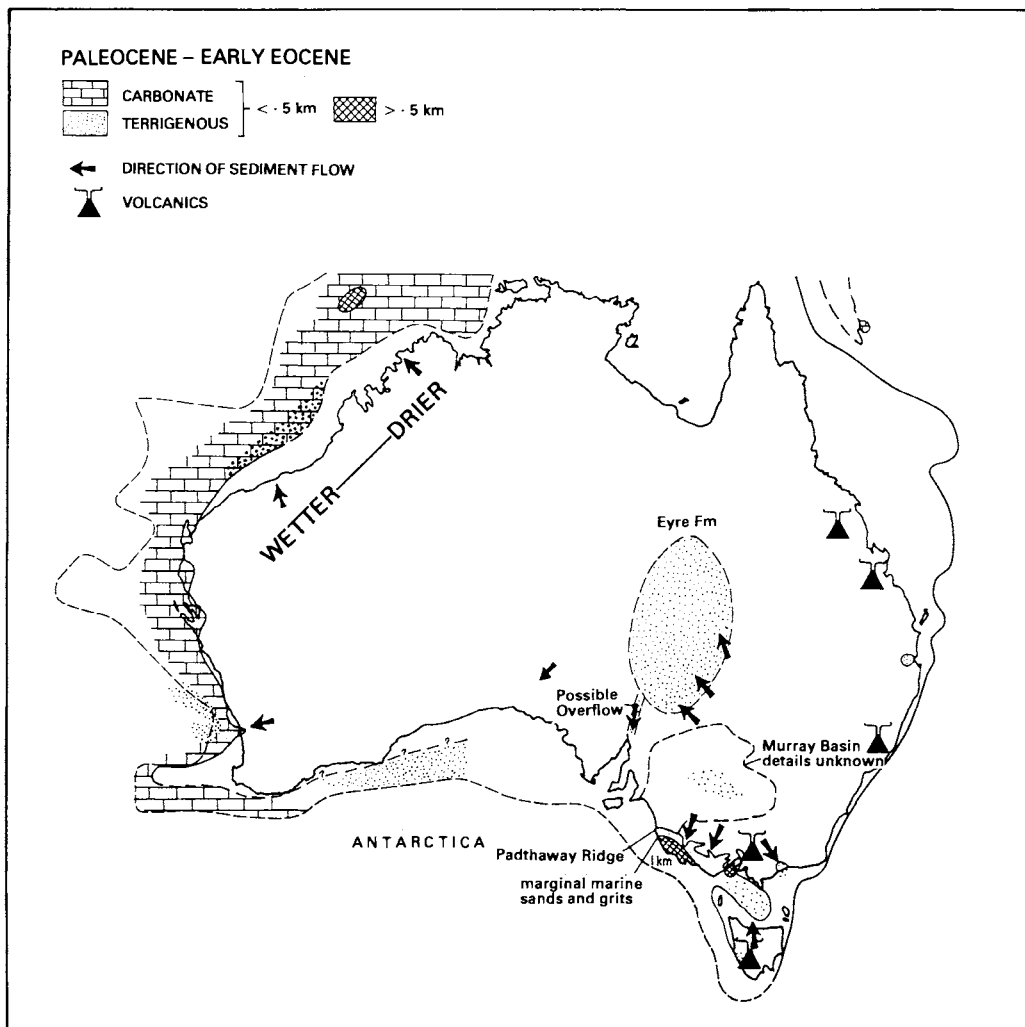 PALEOCENE – EARLY EOCENE
CARBONATE
TERRIGENOUS
< ·5 km
> ·5 km
DIRECTION OF SEDIMENT FLOW
VOLCANICS
WETTER DRIER
Eyre Fm
Possible
Overflow
Murray Basin
details unknown
? ?
ANTARCTICA
Padthaway Ridge
1km
marginal marine
sands and grits